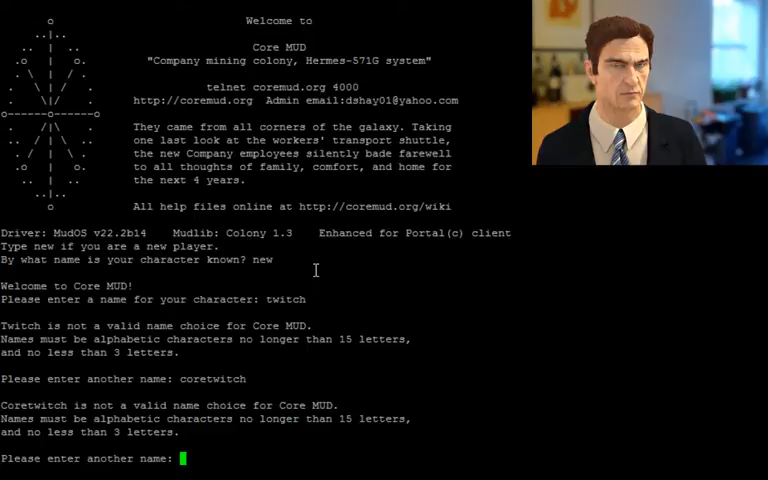 Welcome to
Core MUD
"Company mining colony, Hermes-571G system"
telnet coremud.org 4000
http://coremud.org  Admin email:dshay01@yahoo.com
They came from all corners of the galaxy. Taking
one last look at the workers' transport shuttle,
the new Company employees silently bade farewell
to all thoughts of family, comfort, and home for
the next 4 years.
All help files online at http://coremud.org/wiki
Driver: MudOS v22.2b14    Mudlib: Colony 1.3    Enhanced for Portal(c) client
Type new if you are a new player.
By what name is your character known? new
Welcome to Core MUD!
Please enter a name for your character: twitch
Twitch is not a valid name choice for Core MUD.
Names must be alphabetic characters no longer than 15 letters,
and no less than 3 letters.
Please enter another name: coretwitch
Coretwitch is not a valid name choice for Core MUD.
Names must be alphabetic characters no longer than 15 letters,
and no less than 3 letters.
Please enter another name: